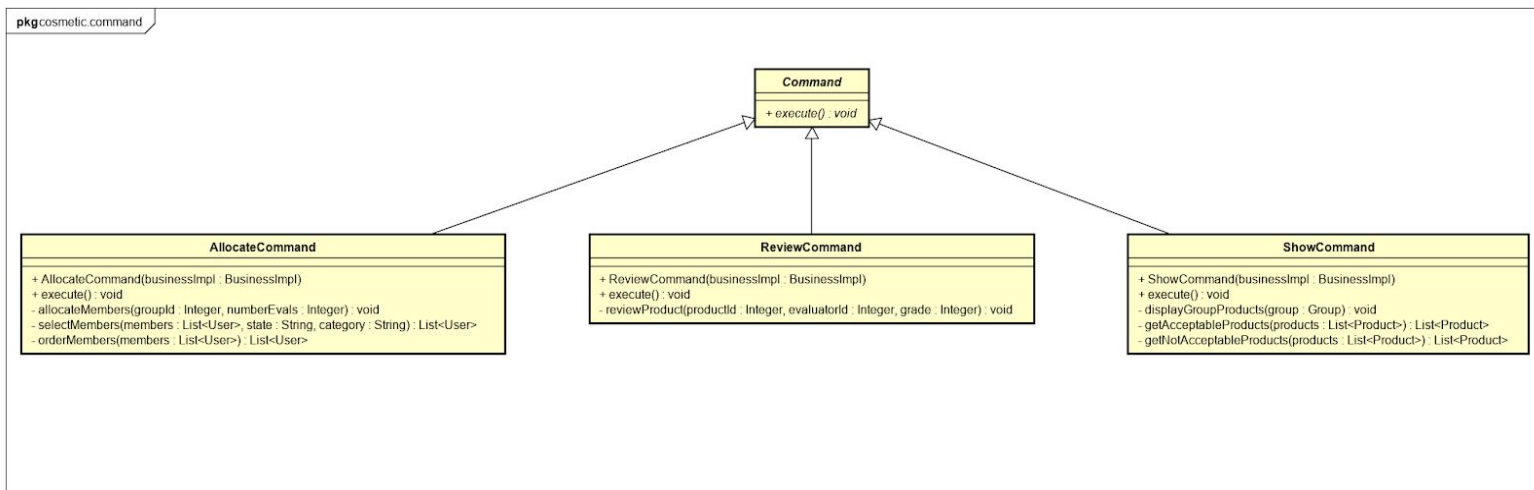 pkg cosmetic.command
Command
+ execute() : void
AllocateCommand
+ AllocateCommand(businessImpl : BusinessImpl)
+ execute() : void
- allocateMembers(groupId : Integer, numberEvals : Integer) : void
- selectMembers(members : List<User>, state : String, category : String) : List<User>
- orderMembers(members : List<User>) : List<User>
ReviewCommand
+ ReviewCommand(businessImpl : BusinessImpl)
+ execute() : void
- reviewProduct(productId : Integer, evaluatorId : Integer, grade : Integer) : void
ShowCommand
+ ShowCommand(businessImpl : BusinessImpl)
+ execute() : void
- displayGroupProducts(group : Group) : void
- getAcceptableProducts(products : List<Product>) : List<Product>
- getNotAcceptableProducts(products : List<Product>) : List<Product>